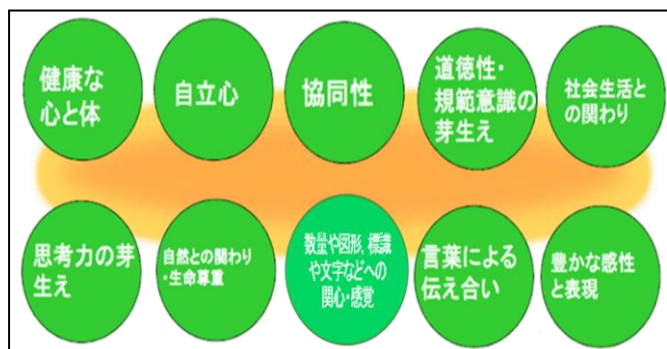 健康な
心と体
自立心
協同性
道徳性・
規範意識の
芽生え
社会生活と
の関わり
思考力の芽
生え
自然との関わり
・生命尊重
数量や図形,標識
や文字などへの
関心・感覚
言葉による
伝え合い
豊かな感性
と表現